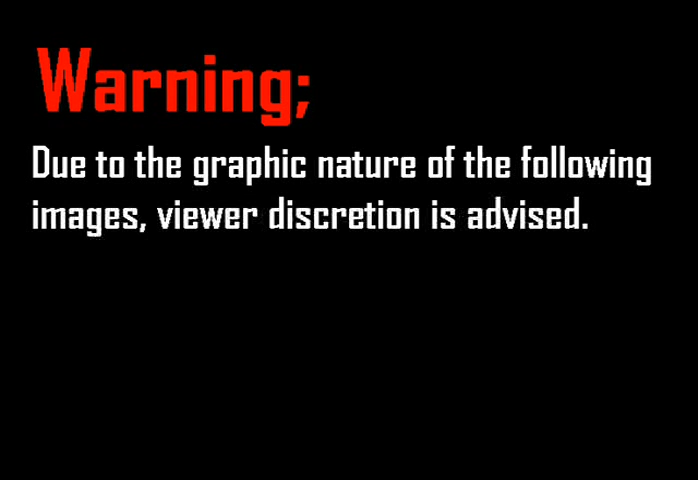 Warning;
Due to the graphic nature of the following
images, viewer discretion is advised.